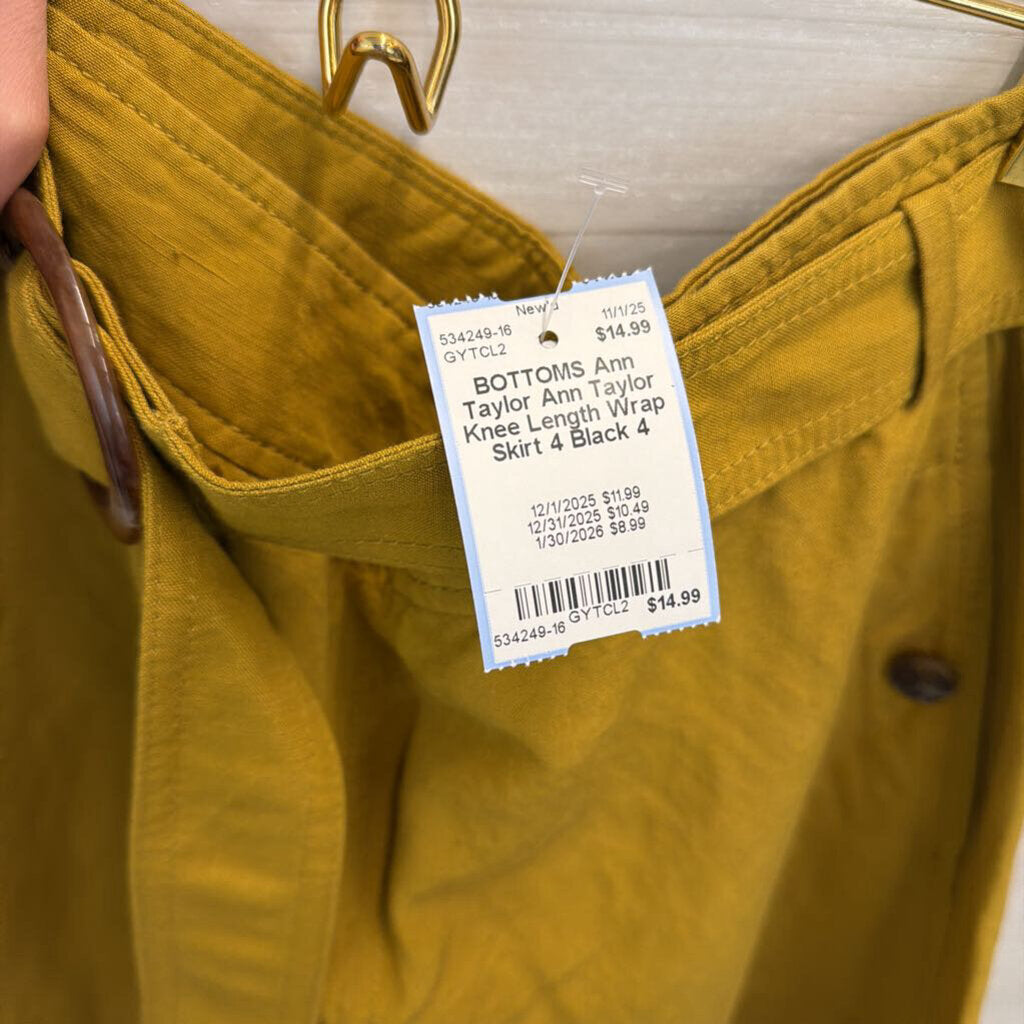 11/1/25
534249-16 $14.99
GYTCL2
BOTTOMS Ann
Taylor Ann Taylor
Knee Length Wrap
Skirt 4 Black 4
12/1/2025 $11.99
12/31/2025 $10.49
1/30/2026 $8.99
GYTCL2 $14.99
534249-16